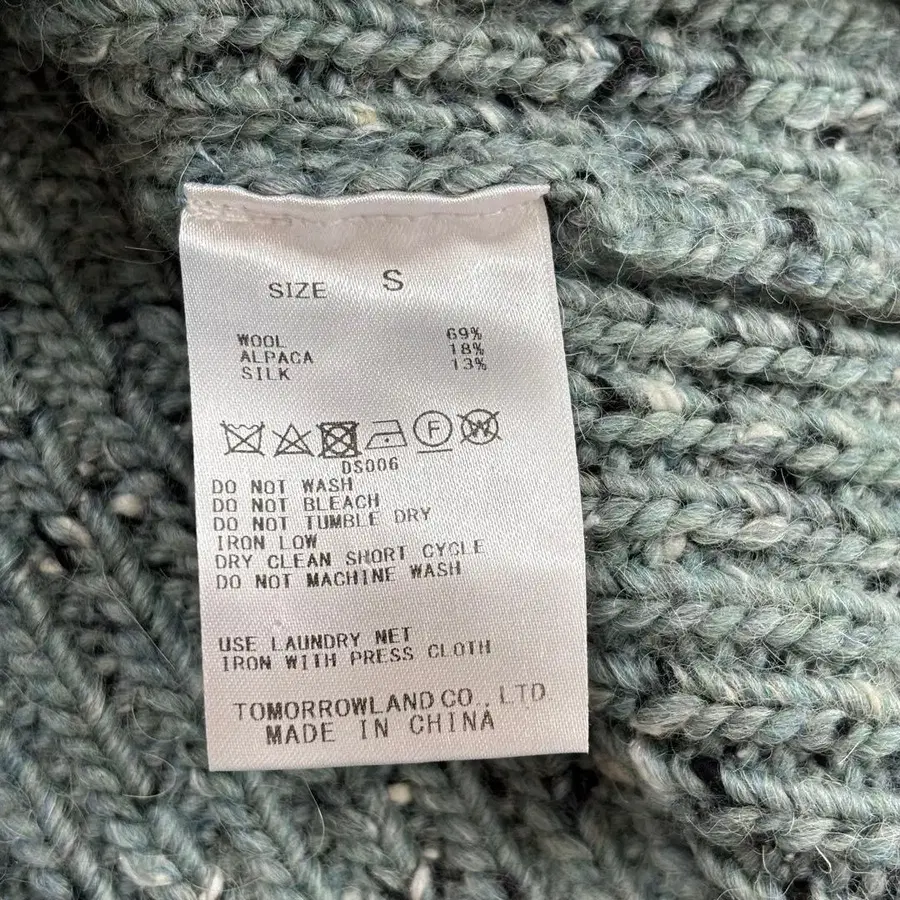 SIZE S
WOOL 69%
ALPACA 18%
SILK 13%
F W
DS006
DO NOT WASH
DO NOT BLEACH
DO NOT TUMBLE DRY
IRON LOW
DRY CLEAN SHORT CYCLE
DO NOT MACHINE WASH
USE LAUNDRY NET
IRON WITH PRESS CLOTH
TOMORROWLAND CO., LTD
MADE IN CHINA